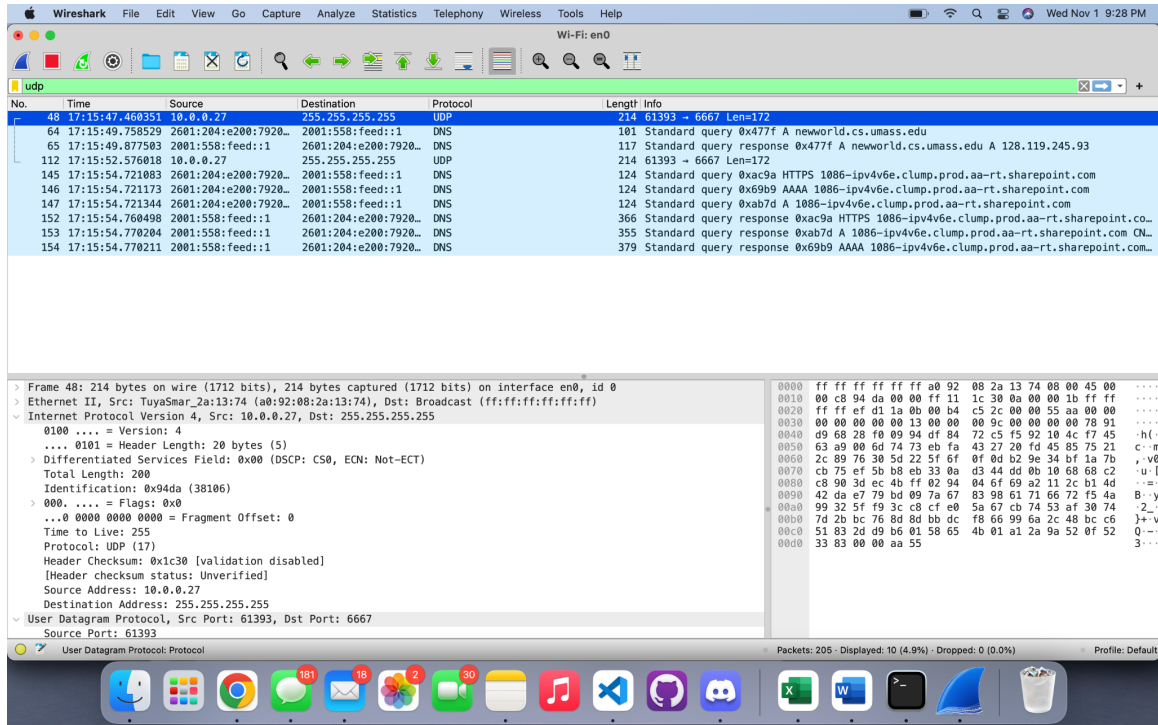 Wireshark File Edit View Go Capture Analyze Statistics Telephony Wireless Tools Help Wed Nov 1 9:28 PM
Wi-Fi: en0
udp
No. Time Source Destination Protocol Length Info
48 17:15:47.460351 10.0.0.27 255.255.255.255 UDP 214 61393 → 6667 Len=172
64 17:15:49.758529 2601:204:e200:7920… 2001:558:feed::1 DNS 101 Standard query 0x477f A newworld.cs.umass.edu
65 17:15:49.877503 2001:558:feed::1 2601:204:e200:7920… DNS 117 Standard query response 0x477f A newworld.cs.umass.edu A 128.119.245.93
112 17:15:52.576018 10.0.0.27 255.255.255.255 UDP 214 61393 → 6667 Len=172
145 17:15:54.721083 2601:204:e200:7920… 2001:558:feed::1 DNS 124 Standard query 0xac9a HTTPS 1086-ipv4v6e.clump.prod.aa-rt.sharepoint.com
146 17:15:54.721173 2601:204:e200:7920… 2001:558:feed::1 DNS 124 Standard query 0x69b9 AAAA 1086-ipv4v6e.clump.prod.aa-rt.sharepoint.com
147 17:15:54.721344 2601:204:e200:7920… 2001:558:feed::1 DNS 124 Standard query 0xab7d A 1086-ipv4v6e.clump.prod.aa-rt.sharepoint.com
152 17:15:54.760498 2001:558:feed::1 2601:204:e200:7920… DNS 366 Standard query response 0xac9a HTTPS 1086-ipv4v6e.clump.prod.aa-rt.sharepoint.co…
153 17:15:54.770204 2001:558:feed::1 2601:204:e200:7920… DNS 355 Standard query response 0xab7d A 1086-ipv4v6e.clump.prod.aa-rt.sharepoint.com CN…
154 17:15:54.770211 2001:558:feed::1 2601:204:e200:7920… DNS 379 Standard query response 0x69b9 AAAA 1086-ipv4v6e.clump.prod.aa-rt.sharepoint.com…
Frame 48: 214 bytes on wire (1712 bits), 214 bytes captured (1712 bits) on interface en0, id 0
Ethernet II, Src: TuyaSmar_2a:13:74 (a0:92:08:2a:13:74), Dst: Broadcast (ff:ff:ff:ff:ff:ff)
Internet Protocol Version 4, Src: 10.0.0.27, Dst: 255.255.255.255
0100 .... = Version: 4
.... 0101 = Header Length: 20 bytes (5)
Differentiated Services Field: 0x00 (DSCP: CS0, ECN: Not-ECT)
Total Length: 200
Identification: 0x94da (38106)
000. .... = Flags: 0x0
...0 0000 0000 0000 = Fragment Offset: 0
Time to Live: 255
Protocol: UDP (17)
Header Checksum: 0x1c30 [validation disabled]
[Header checksum status: Unverified]
Source Address: 10.0.0.27
Destination Address: 255.255.255.255
User Datagram Protocol, Src Port: 61393, Dst Port: 6667
Source Port: 61393
0000 ff ff ff ff ff ff a0 92 08 2a 13 74 08 00 45 00 ····
0010 00 c8 94 da 00 00 ff 11 1c 30 0a 00 00 1b ff ff ····
0020 ff ff ef d1 1a 0b 00 b4 c5 2c 00 00 55 aa 00 00 ····
0030 00 00 00 00 00 13 00 00 00 9c 00 00 00 00 78 91 ····
0040 d9 68 28 f0 09 94 df 84 72 c5 f5 92 10 4c f7 45 ·h(·
0050 63 a9 00 6d 74 73 eb fa 43 27 20 fd 45 85 75 21 c··m
0060 2c 89 76 30 5d 22 5f 6f 0f 0d b2 9e 34 bf 1a 7b ,·v0
0070 cb 75 ef 5b b8 eb 33 0a d3 44 dd 0b 10 68 68 c2 ·u·[
0080 c8 90 3d ec 4b ff 02 94 04 6f 69 a2 11 2c b1 4d ··=·
0090 42 da e7 79 bd 09 7a 67 83 98 61 71 66 72 f5 4a B··y
00a0 99 32 5f f9 3c c8 cf e0 5a 67 cb 74 53 af 30 74 ·2_·
00b0 7d 2b bc 76 8d 8d bb dc f8 66 99 6a 2c 48 bc c6 }+·v
00c0 51 83 2d d9 b6 01 58 65 4b 01 a1 2a 9a 52 0f 52 Q·-·
00d0 33 83 00 00 aa 55 3···
User Datagram Protocol: Protocol Packets: 205 · Displayed: 10 (4.9%) · Dropped: 0 (0.0%) Profile: Default
181 18 2 30